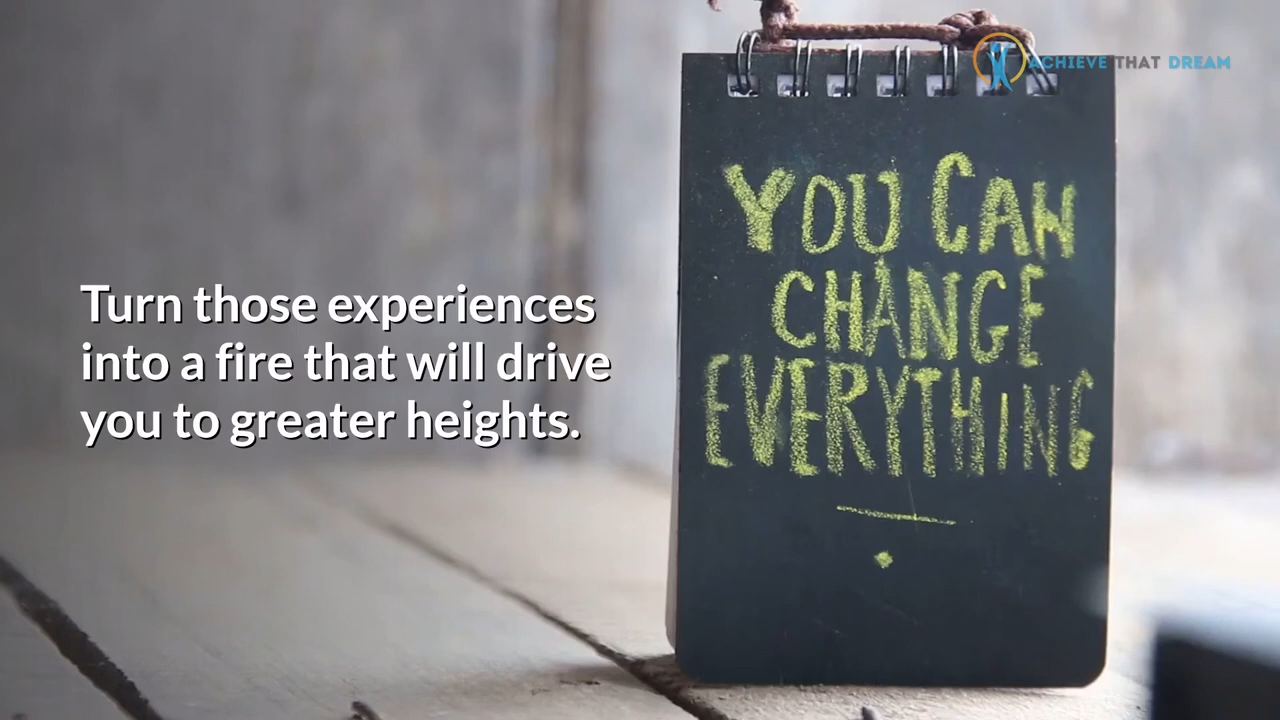 ACHIEVE THAT DREAM
YOU CAN
CHANGE
EVERYTHING
Turn those experiences
into a fire that will drive
you to greater heights.